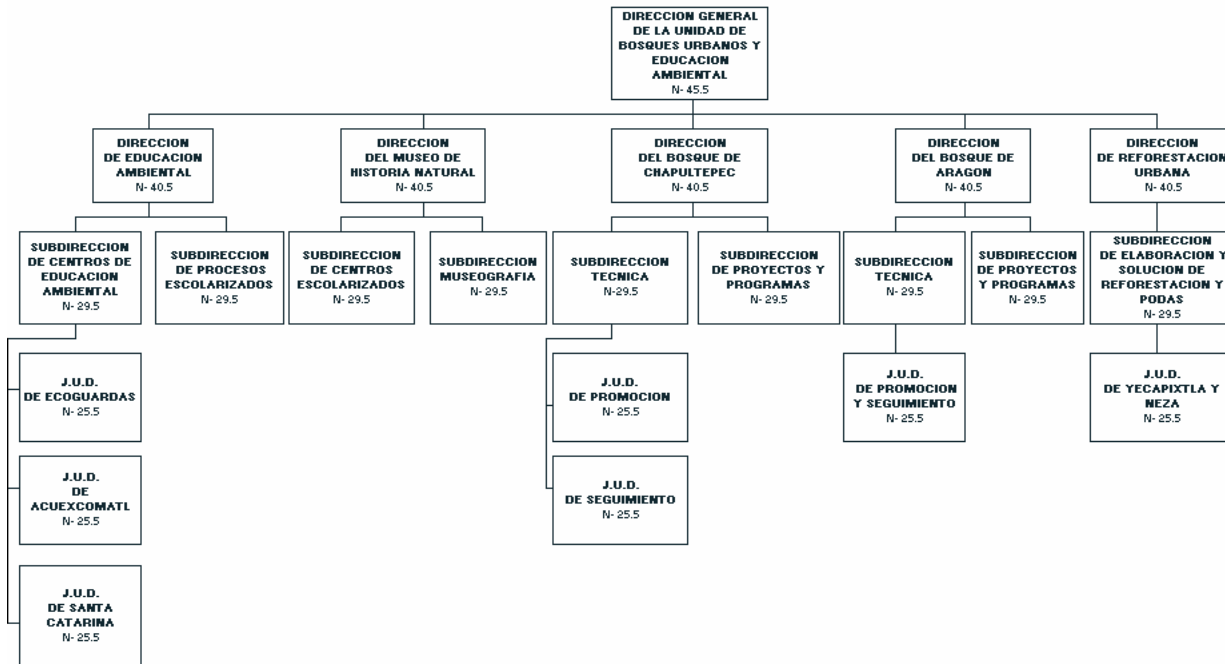 DIRECCION GENERAL
DE LA UNIDAD DE
BOSQUES URBANOS Y
EDUCACION
AMBIENTAL
N- 45.5
DIRECCION
DE EDUCACION
AMBIENTAL
N- 40.5
DIRECCION
DEL MUSEO DE
HISTORIA NATURAL
N- 40.5
DIRECCION
DEL BOSQUE DE
CHAPULTEPEC
N- 40.5
DIRECCION
DEL BOSQUE DE
ARAGON
N- 40.5
DIRECCION
DE REFORESTACION
URBANA
N- 40.5
SUBDIRECCION
DE CENTROS DE
EDUCACION
AMBIENTAL
N- 29.5
SUBDIRECCION
DE PROCESOS
ESCOLARIZADOS
N- 29.5
SUBDIRECCION
DE CENTROS
ESCOLARIZADOS
N- 29.5
SUBDIRECCION
MUSEOGRAFIA
N- 29.5
SUBDIRECCION
TECNICA
N-29.5
SUBDIRECCION
DE PROYECTOS Y
PROGRAMAS
N- 29.5
SUBDIRECCION
TECNICA
N- 29.5
SUBDIRECCION
DE PROYECTOS
Y PROGRAMAS
N- 29.5
SUBDIRECCION
DE ELABORACION Y
SOLUCION DE
REFORESTACION Y
PODAS
N- 29.5
J.U.D.
DE ECOGUARDAS
N- 25.5
J.U.D.
DE PROMOCION
N- 25.5
J.U.D.
DE PROMOCION
Y SEGUIMIENTO
N- 25.5
J.U.D.
DE YECAPIXTLA Y
NEZA
N- 25.5
J.U.D.
DE
ACUEXCOMATL
N- 25.5
J.U.D.
DE SEGUIMIENTO
N- 25.5
J.U.D.
DE SANTA
CATARINA
N- 25.5